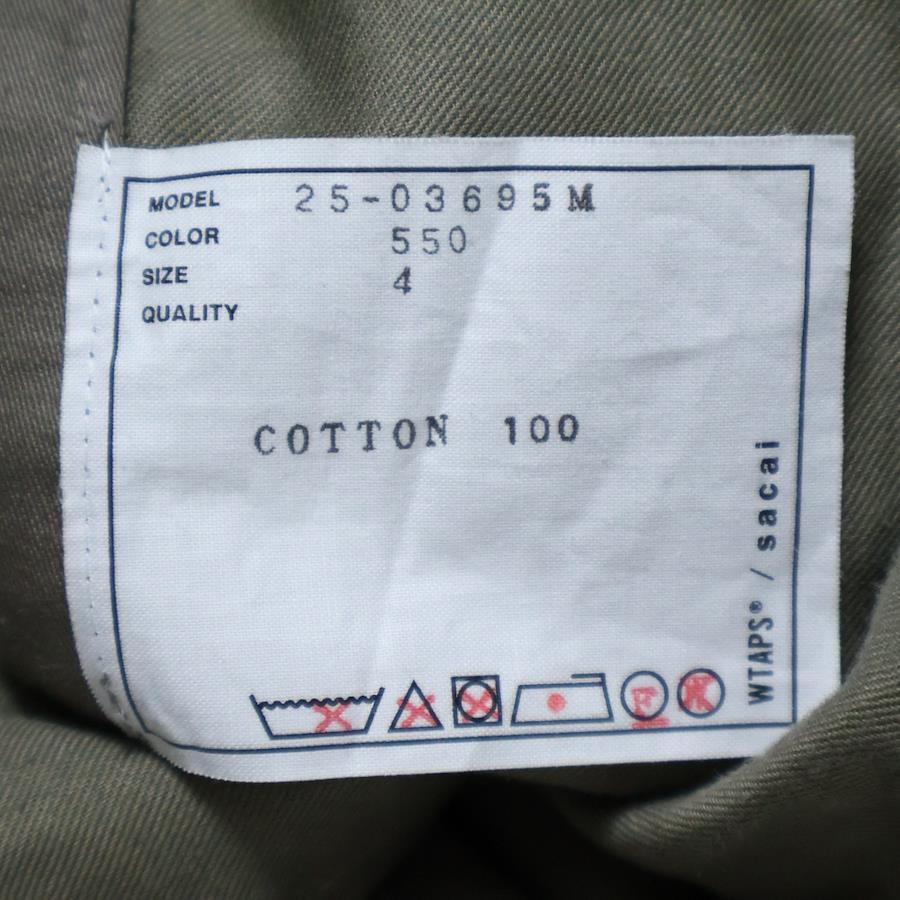 MODEL 25-03695M
COLOR 550
SIZE 4
QUALITY
COTTON 100
WTAPS® / sacai
F